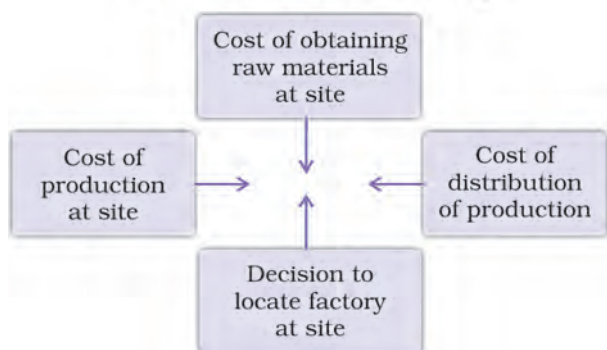 Cost of obtaining
raw materials
at site
Cost of
production
at site
Cost of
distribution
of production
Decision to
locate factory
at site